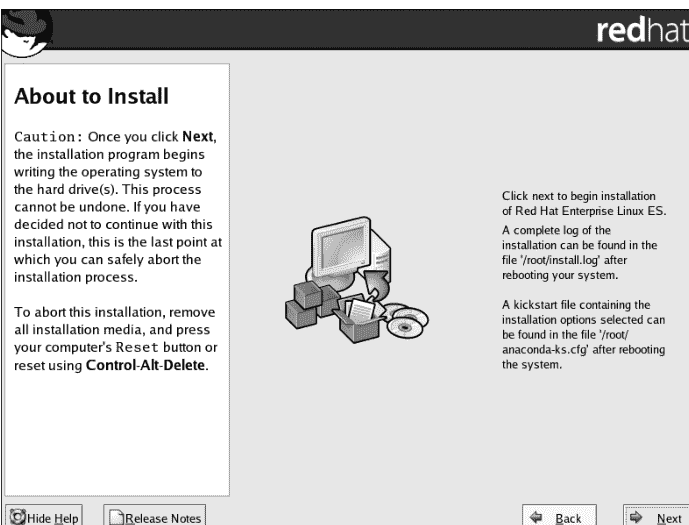 redhat
About to Install
Caution: Once you click Next,
the installation program begins
writing the operating system to
the hard drive(s). This process
cannot be undone. If you have
decided not to continue with this
installation, this is the last point at
which you can safely abort the
installation process.
To abort this installation, remove
all installation media, and press
your computer's Reset button or
reset using Control-Alt-Delete.
Click next to begin installation
of Red Hat Enterprise Linux ES.
A complete log of the
installation can be found in the
file '/root/install.log' after
rebooting your system.
A kickstart file containing the
installation options selected can
be found in the file '/root/
anaconda-ks.cfg' after rebooting
the system.
Hide Help
Release Notes
Back
Next